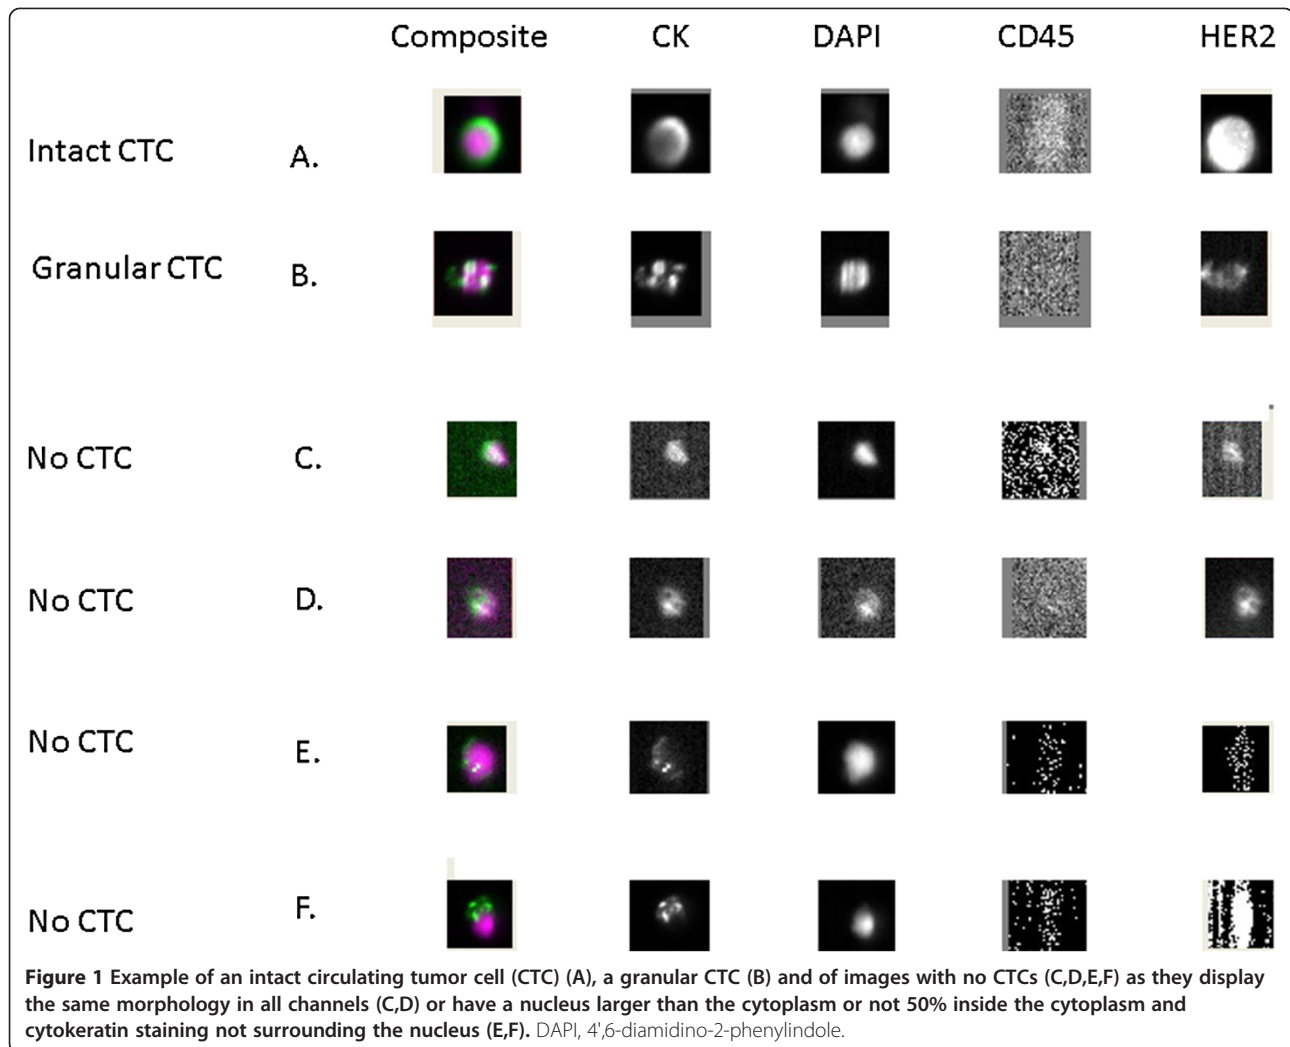 Composite CK DAPI CD45 HER2
Intact CTC A.
Granular CTC B.
No CTC C.
No CTC D.
No CTC E.
No CTC F.
Figure 1 Example of an intact circulating tumor cell (CTC) (A), a granular CTC (B) and of images with no CTCs (C,D,E,F) as they display
the same morphology in all channels (C,D) or have a nucleus larger than the cytoplasm or not 50% inside the cytoplasm and
cytokeratin staining not surrounding the nucleus (E,F). DAPI, 4',6-diamidino-2-phenylindole.